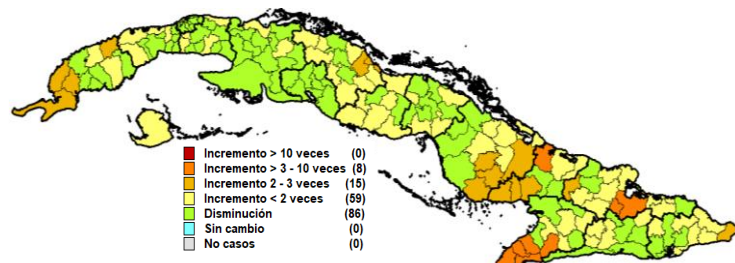 Incremento > 10 veces (0)
Incremento > 3 - 10 veces (8)
Incremento 2 - 3 veces (15)
Incremento < 2 veces (59)
Disminución (86)
Sin cambio (0)
No casos (0)